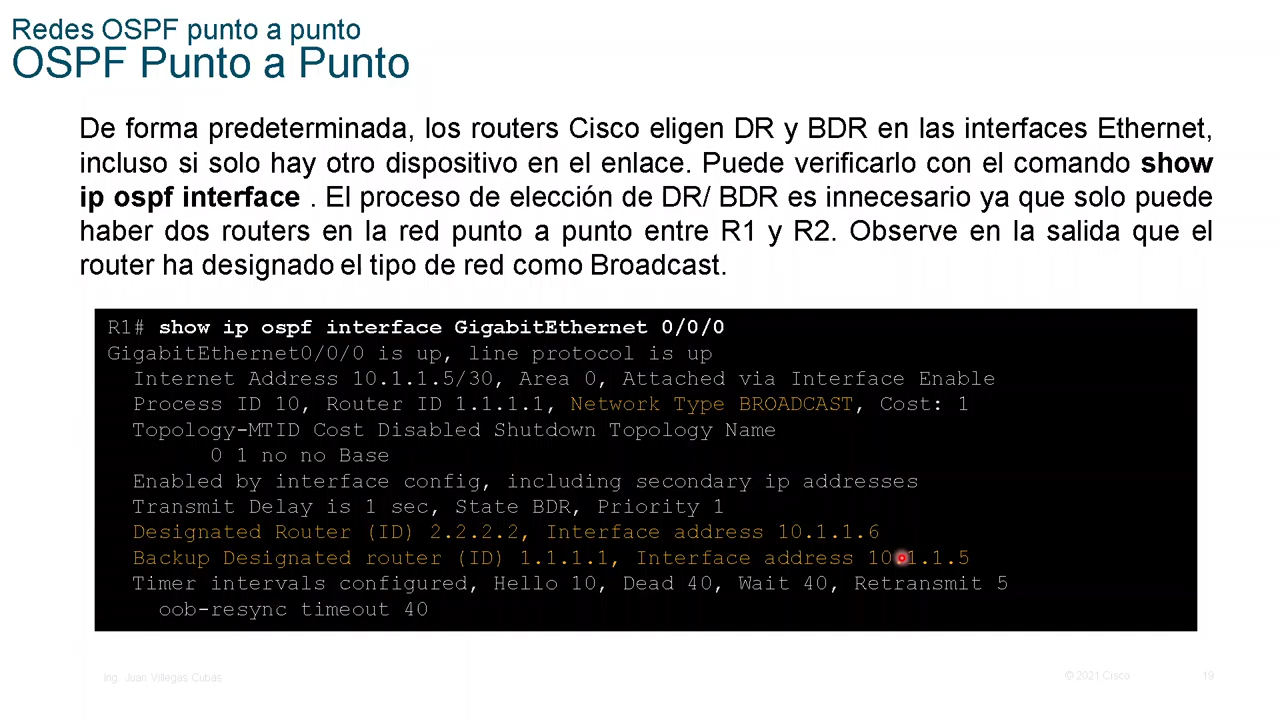 Redes OSPF punto a punto
OSPF Punto a Punto
De forma predeterminada, los routers Cisco eligen DR y BDR en las interfaces Ethernet,
incluso si solo hay otro dispositivo en el enlace. Puede verificarlo con el comando show
ip ospf interface . El proceso de elección de DR/ BDR es innecesario ya que solo puede
haber dos routers en la red punto a punto entre R1 y R2. Observe en la salida que el
router ha designado el tipo de red como Broadcast.
R1# show ip ospf interface GigabitEthernet 0/0/0
GigabitEthernet0/0/0 is up, line protocol is up
Internet Address 10.1.1.5/30, Area 0, Attached via Interface Enable
Process ID 10, Router ID 1.1.1.1, Network Type BROADCAST, Cost: 1
Topology-MTID Cost Disabled Shutdown Topology Name
0 1 no no Base
Enabled by interface config, including secondary ip addresses
Transmit Delay is 1 sec, State BDR, Priority 1
Designated Router (ID) 2.2.2.2, Interface address 10.1.1.6
Backup Designated router (ID) 1.1.1.1, Interface address 10.1.1.5
Timer intervals configured, Hello 10, Dead 40, Wait 40, Retransmit 5
oob-resync timeout 40
Ing. Juan Villegas Cubas
© 2021 Cisco
19